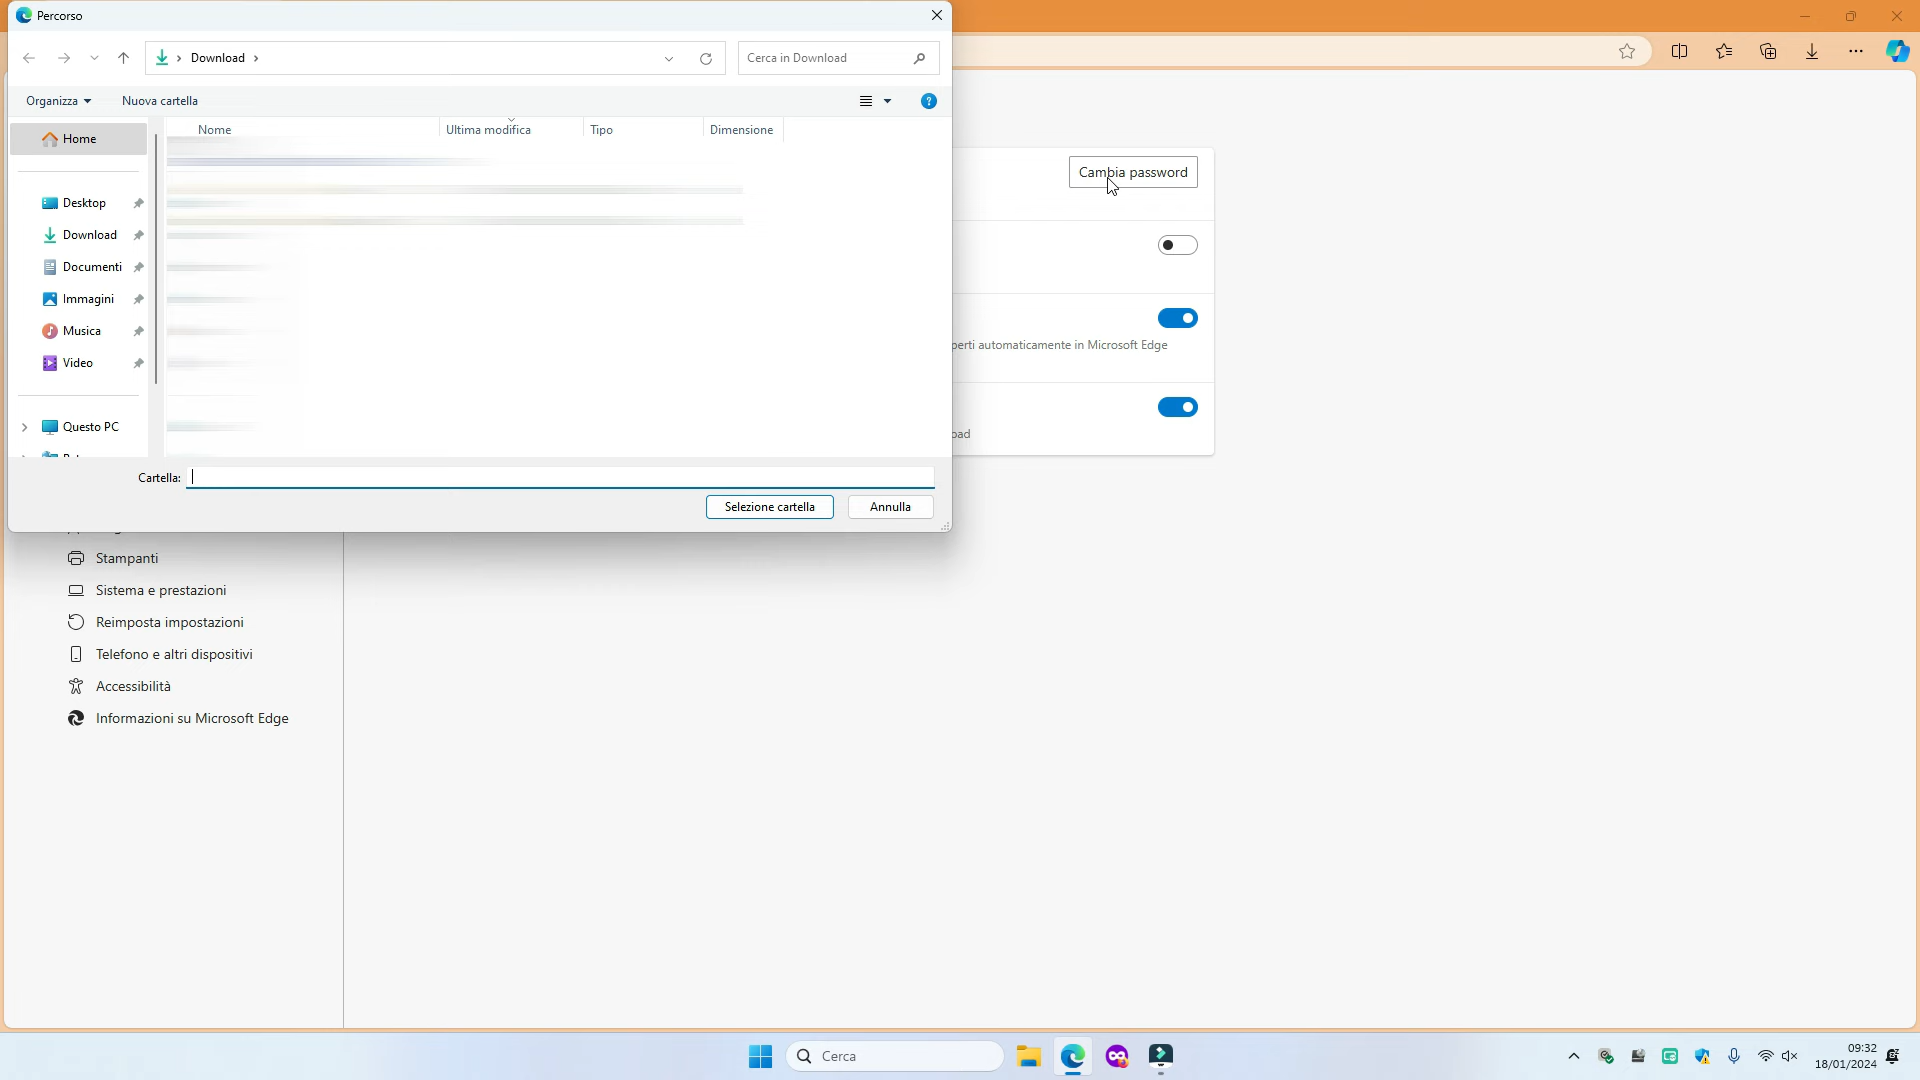 Percorso
Download
Cerca in Download
Organizza
Nuova cartella
Home
Desktop
Download
Documenti
Immagini
Musica
Video
Questo PC
Nome
Ultima modifica
Tipo
Dimensione
Cartella:
Selezione cartella
Annulla
Cambia password
perti automaticamente in Microsoft Edge
oad
Stampanti
Sistema e prestazioni
Reimposta impostazioni
Telefono e altri dispositivi
Accessibilità
Informazioni su Microsoft Edge
Cerca
09:32
18/01/2024